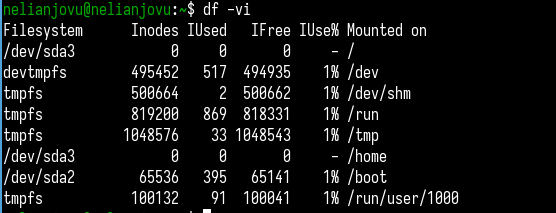 nelianjovu@nelianjovu:~$ df -vi
Filesystem Inodes IUsed IFree IUse% Mounted on
/dev/sda3 0 0 0 - /
devtmpfs 495452 517 494935 1% /dev
tmpfs 500664 2 500662 1% /dev/shm
tmpfs 819200 869 818331 1% /run
tmpfs 1048576 33 1048543 1% /tmp
/dev/sda3 0 0 0 - /home
/dev/sda2 65536 395 65141 1% /boot
tmpfs 100132 91 100041 1% /run/user/1000